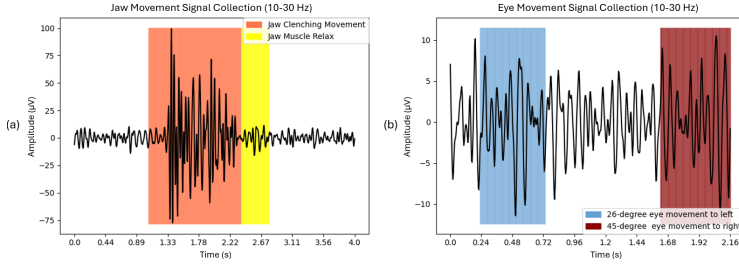 Jaw Movement Signal Collection (10-30 Hz)
Jaw Clenching Movement
Jaw Muscle Relax
100
75
50
25
0
-25
-50
-75
Amplitude (µV)
(a)
0.0 0.44 0.89 1.33 1.78 2.22 2.67 3.11 3.56 4.0
Time (s)
Eye Movement Signal Collection (10-30 Hz)
10
5
0
-5
-10
Amplitude (µV)
(b)
26-degree eye movement to left
45-degree  eye movement to right
0.0 0.24 0.48 0.72 0.96 1.2 1.44 1.68 1.92 2.16
Time (s)